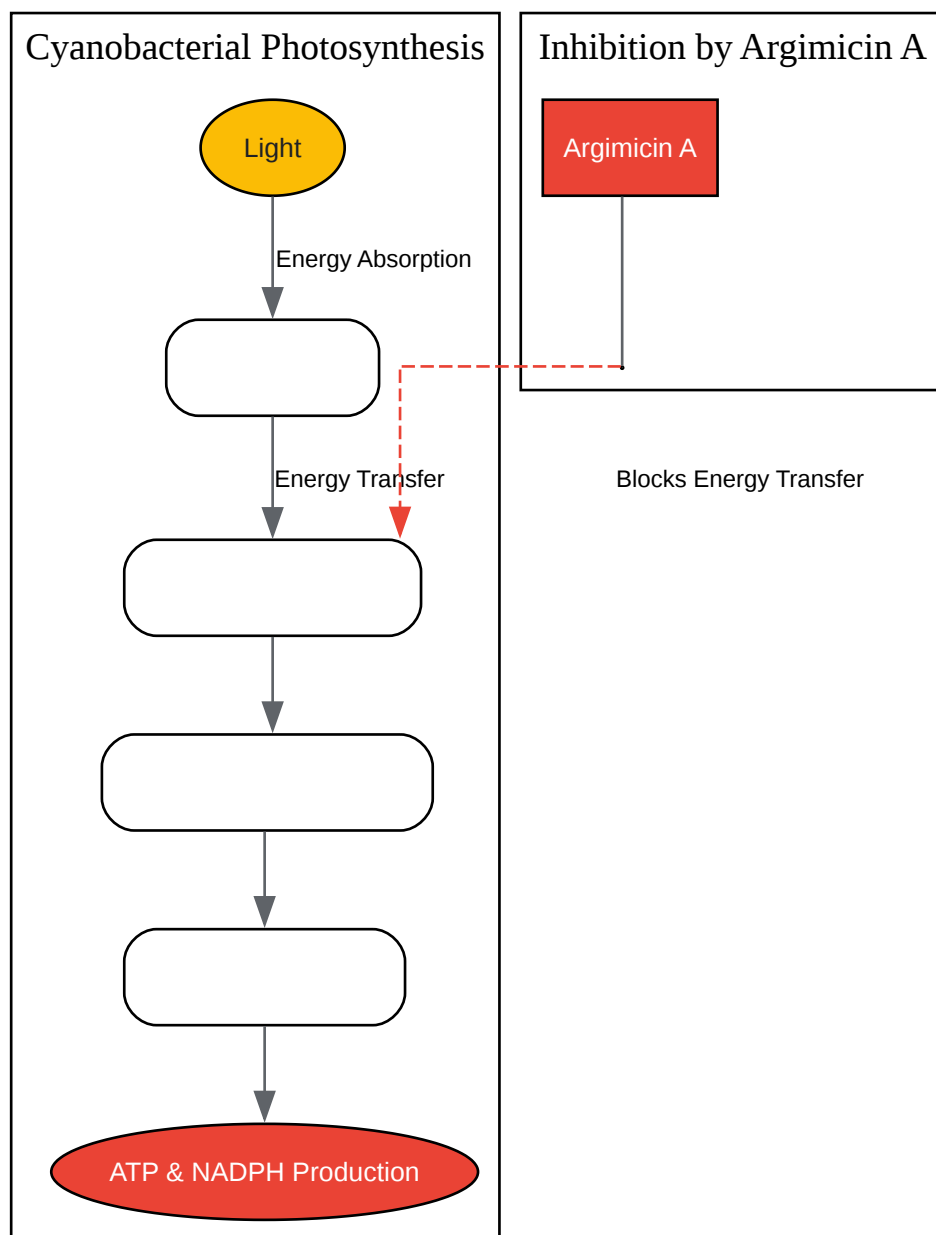 Cyanobacterial Photosynthesis
Inhibition by Argimicin A
Light
Argimicin A
Energy Absorption
Energy Transfer
Blocks Energy Transfer
ATP & NADPH Production